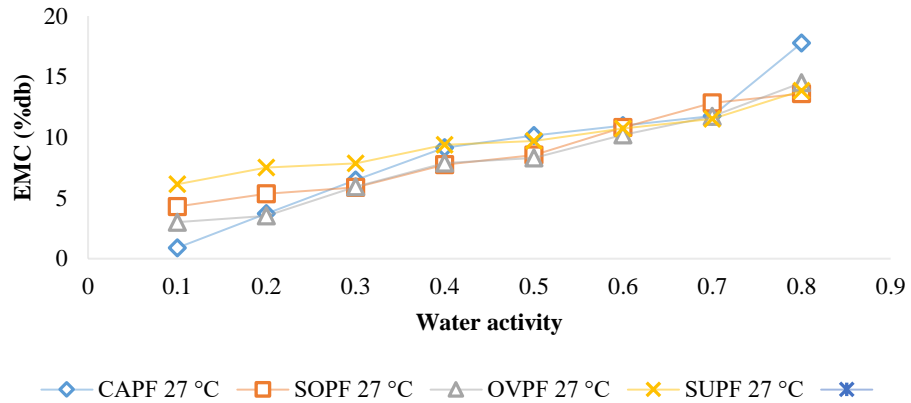 20
15
10
5
0
EMC (%db)
0 0.1 0.2 0.3 0.4 0.5 0.6 0.7 0.8 0.9
Water activity
CAPF 27 °C SOPF 27 °C OVPF 27 °C SUPF 27 °C